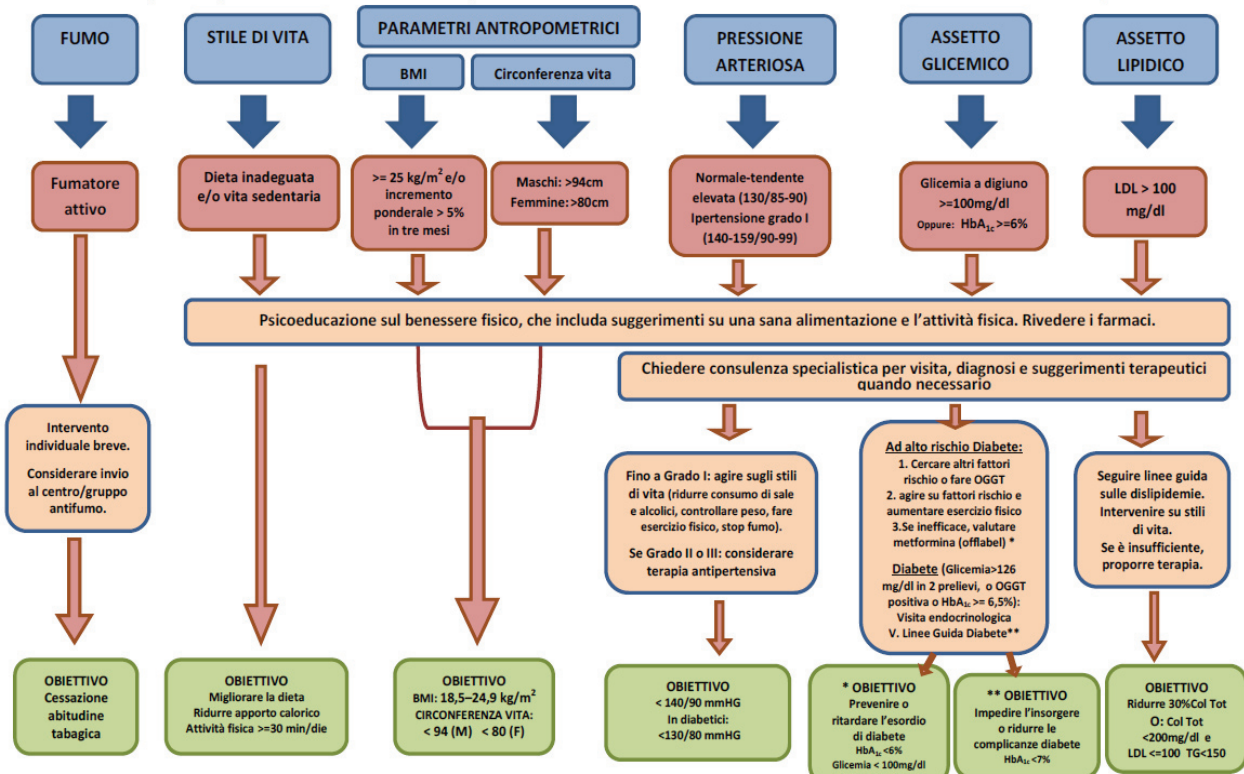 FUMO
STILE DI VITA
PARAMETRI ANTROPOMETRICI
BMI
Circonferenza vita
PRESSIONE
ARTERIOSA
ASSETTO
GLICEMICO
ASSETTO
LIPIDICO
Fumatore
attivo
Dieta inadeguata
e/o vita sedentaria
>= 25 kg/m² e/o
incremento
ponderale > 5%
in tre mesi
Maschi: >94cm
Femmine:>80cm
Normale-tendente
elevata (130/85-90)
Ipertensione grado I
(140-159/90-99)
Glicemia a digiuno
>=100mg/dl
Oppure: HbA1c >=6%
LDL > 100
mg/dl
Psicoeducazione sul benessere fisico, che includa suggerimenti su una sana alimentazione e l'attività fisica. Rivedere i farmaci.
Chiedere consulenza specialistica per visita, diagnosi e suggerimenti terapeutici
quando necessario
Intervento
individuale breve.
Considerare invio
al centro/gruppo
antifumo.
Fino a Grado I: agire sugli stili
di vita (ridurre consumo di sale
e alcolici, controllare peso, fare
esercizio fisico, stop fumo).
Se Grado II o III: considerare
terapia antipertensiva
Ad alto rischio Diabete:
1. Cercare altri fattori
rischio o fare OGGT
2. agire su fattori rischio e
aumentare esercizio fisico
3.Se inefficace, valutare
metformina (offlabel) *
Diabete (Glicemia>126
mg/dl in 2 prelievi, o OGGT
positiva o HbA1c >= 6,5%):
Visita endocrinologica
V. Linee Guida Diabete**
Seguire linee guida
sulle dislipidemie.
Intervenire su stili
di vita.
Se è insufficiente,
proporre terapia.
OBIETTIVO
Cessazione
abitudine
tabagica
OBIETTIVO
Migliorare la dieta
Ridurre apporto calorico
Attività fisica >=30 min/die
OBIETTIVO
BMI: 18,5–24,9 kg/m²
CIRCONFERENZA VITA:
< 94 (M) < 80 (F)
OBIETTIVO
< 140/90 mmHG
In diabetici:
<130/80 mmHG
* OBIETTIVO
Prevenire o
ritardare l'esordio
di diabete
HbA1c <6%
Glicemia < 100mg/dl
** OBIETTIVO
Impedire l'insorgere
o ridurre le
complicanze diabete
HbA1c <7%
OBIETTIVO
Ridurre 30%Col Tot
O: Col Tot
<200mg/dl e
LDL <=100 TG<150